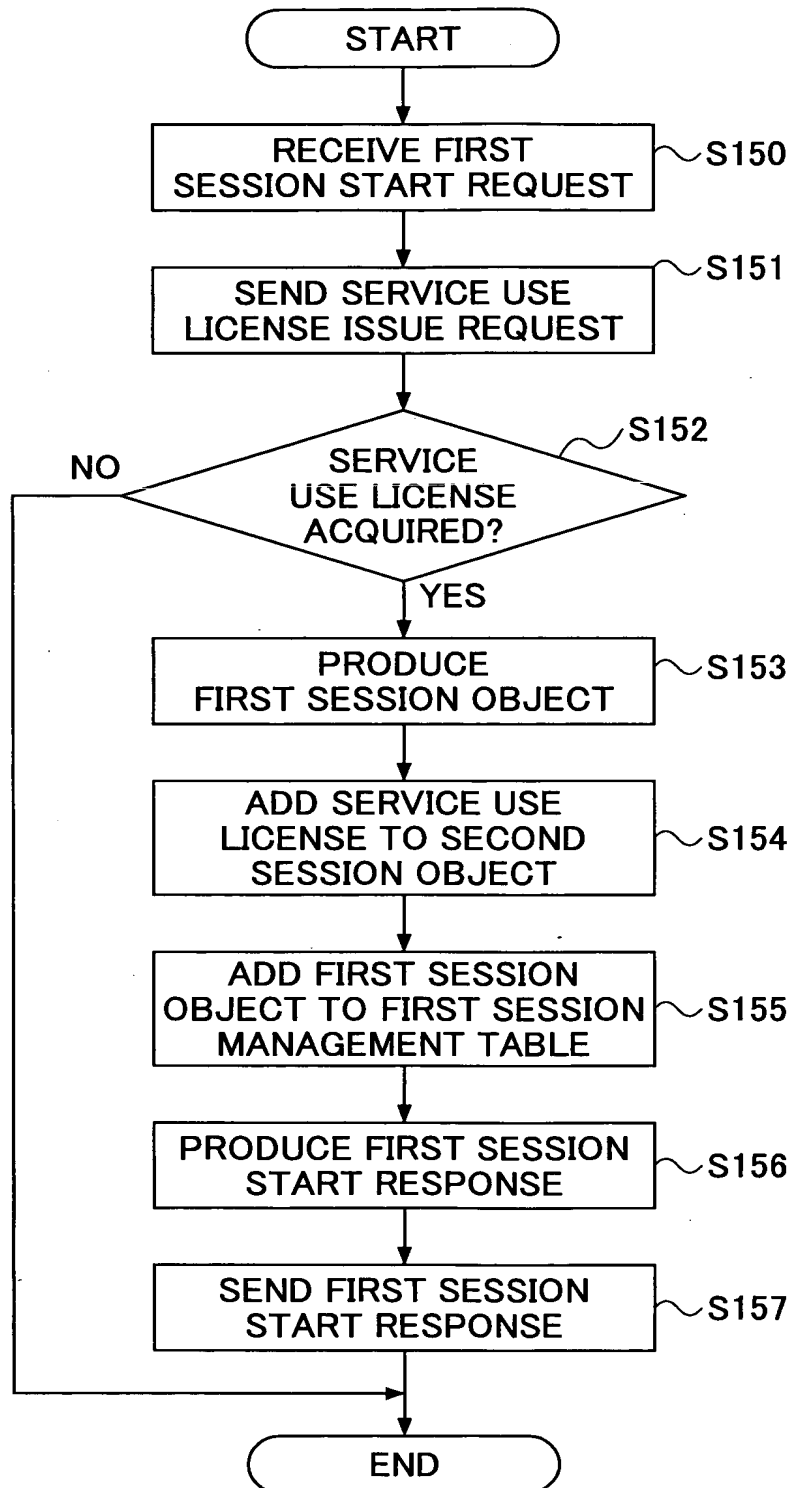 START
RECEIVE FIRST
SESSION START REQUEST
S150
SEND SERVICE USE
LICENSE ISSUE REQUEST
S151
SERVICE
USE LICENSE
ACQUIRED?
S152
NO
YES
PRODUCE
FIRST SESSION OBJECT
S153
ADD SERVICE USE
LICENSE TO SECOND
SESSION OBJECT
S154
ADD FIRST SESSION
OBJECT TO FIRST SESSION
MANAGEMENT TABLE
S155
PRODUCE FIRST SESSION
START RESPONSE
S156
SEND FIRST SESSION
START RESPONSE
S157
END